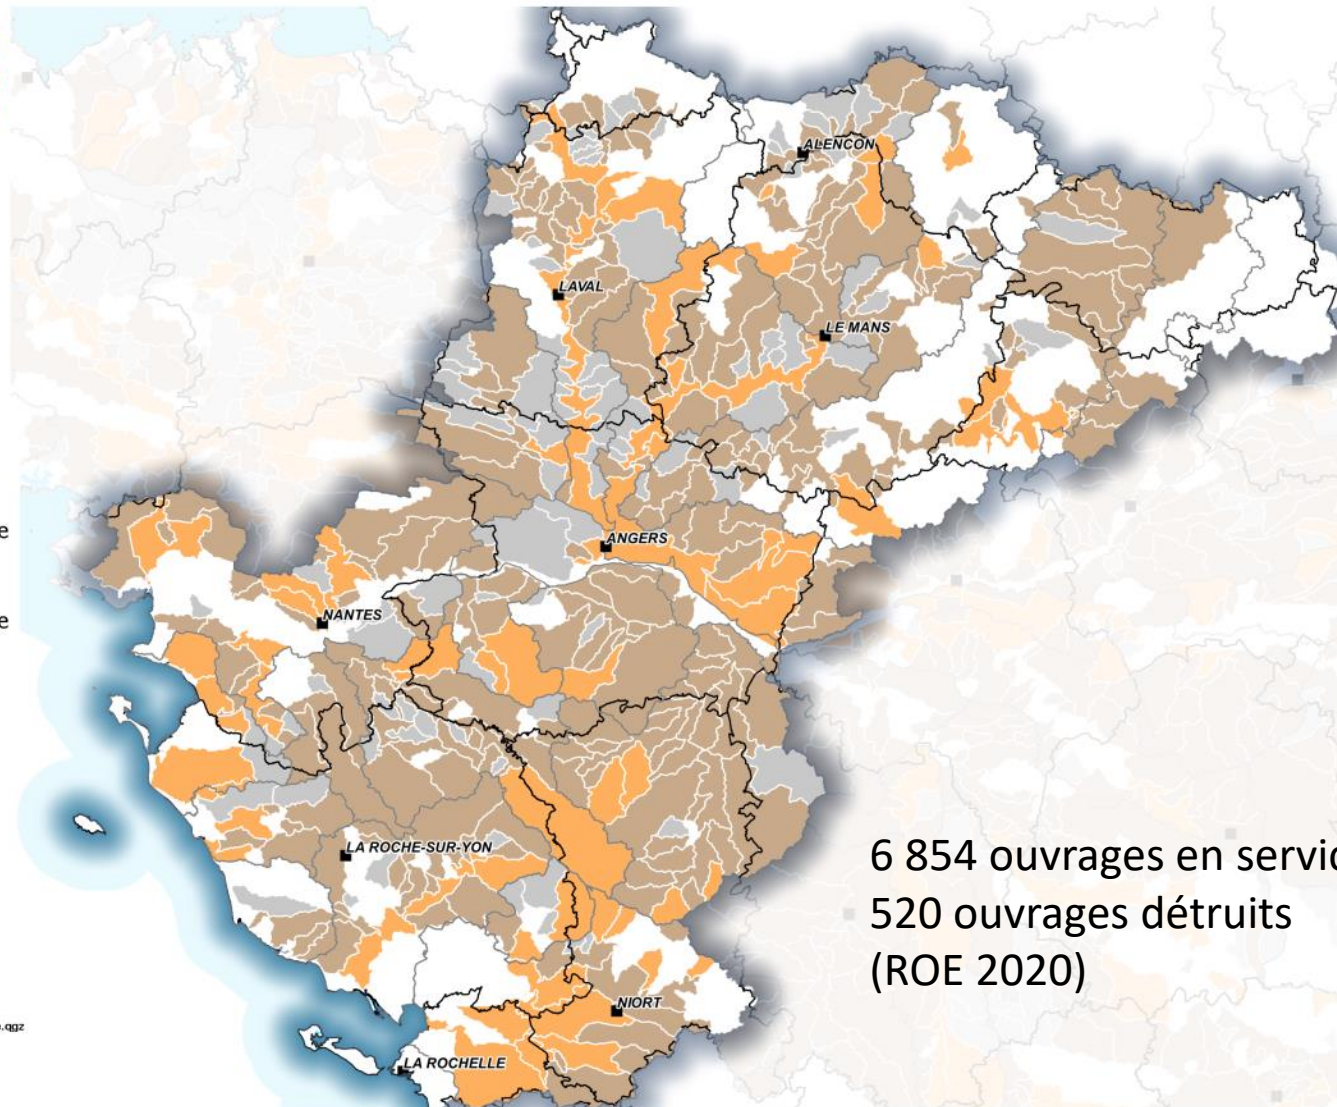 ALENCON
LAVAL
LE MANS
ANGERS
e
NANTES
e
LA ROCHE-SUR-YON
6 854 ouvrages en servic
520 ouvrages détruits
(ROE 2020)
NIORT
.qgz
LA ROCHELLE